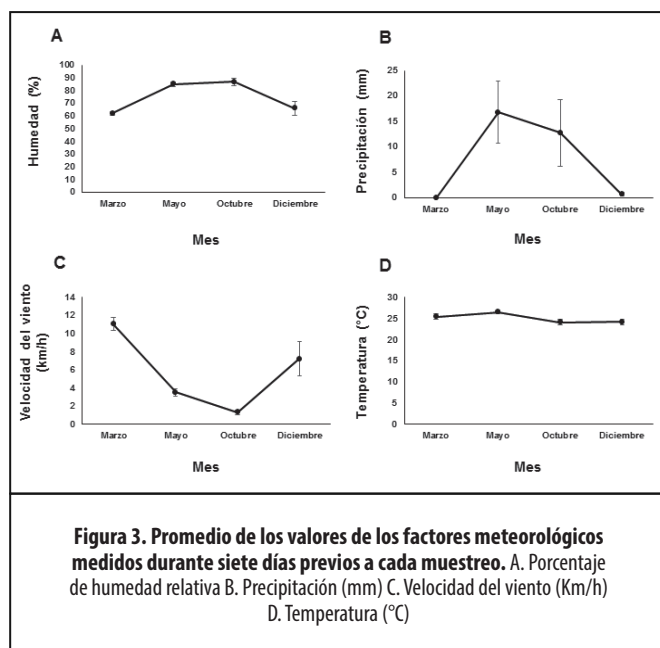 A
Humedad (%)
100
90
80
70
60
50
40
30
20
10
0
Marzo Mayo Octubre Diciembre
Mes
B
Precipitación (mm)
25
20
15
10
5
0
Marzo Mayo Octubre Diciembre
Mes
C
Velocidad del viento
(km/h)
14
12
10
8
6
4
2
0
Marzo Mayo Octubre Diciembre
Mes
D
Temperatura (°C)
30
25
20
15
10
5
0
Marzo Mayo Octubre Diciembre
Mes
Figura 3. Promedio de los valores de los factores meteorológicos
medidos durante siete días previos a cada muestreo. A. Porcentaje
de humedad relativa B. Precipitación (mm) C. Velocidad del viento (Km/h)
D. Temperatura (°C)